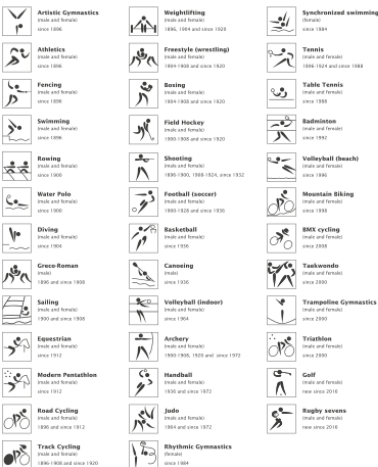 Artistic Gymnastics
(male and female)
since 1896
Athletics
(male and female)
since 1896
Fencing
(male and female)
since 1896
Swimming
(male and female)
since 1896
Rowing
(male and female)
since 1900
Water Polo
(male and female)
since 1900
Diving
(male and female)
since 1904
Greco-Roman
(male)
1896 and since 1908
Sailing
(male and female)
1900 and since 1908
Equestrian
(male and female)
since 1912
Modern Pentathlon
(male and female)
since 1912
Road Cycling
(male and female)
1896 and since 1912
Track Cycling
(male and female)
1896-1908 and since 1920
Weightlifting
(male and female)
1896, 1904 and since 1920
Freestyle (wrestling)
(male and female)
1904-1908 and since 1920
Boxing
(male and female)
1904-1908 and since 1920
Field Hockey
(male and female)
1900-1908 and since 1920
Shooting
(male and female)
1896-1900, 1908-1924, since 1932
Football (soccer)
(male and female)
1900-1928 and since 1936
Basketball
(male and female)
since 1936
Canoeing
(male)
since 1936
Volleyball (indoor)
(male and female)
since 1964
Archery
(male and female)
1900-1908, 1920 and since 1972
Handball
(male and female)
1936 and since 1972
Judo
(male and female)
1964 and since 1972
Rhythmic Gymnastics
(female)
since 1984
Synchronized swimming
(female)
since 1984
Tennis
(male and female)
1896-1924 and since 1988
Table Tennis
(male and female)
since 1988
Badminton
(male and female)
since 1992
Volleyball (beach)
(male and female)
since 1996
Mountain Biking
(male and female)
since 1996
BMX cycling
(male and female)
since 2008
Taekwondo
(male and female)
since 2000
Trampoline Gymnastics
(male and female)
since 2000
Triathlon
(male and female)
since 2000
Golf
(male and female)
new since 2016
Rugby sevens
(male and female)
new since 2016